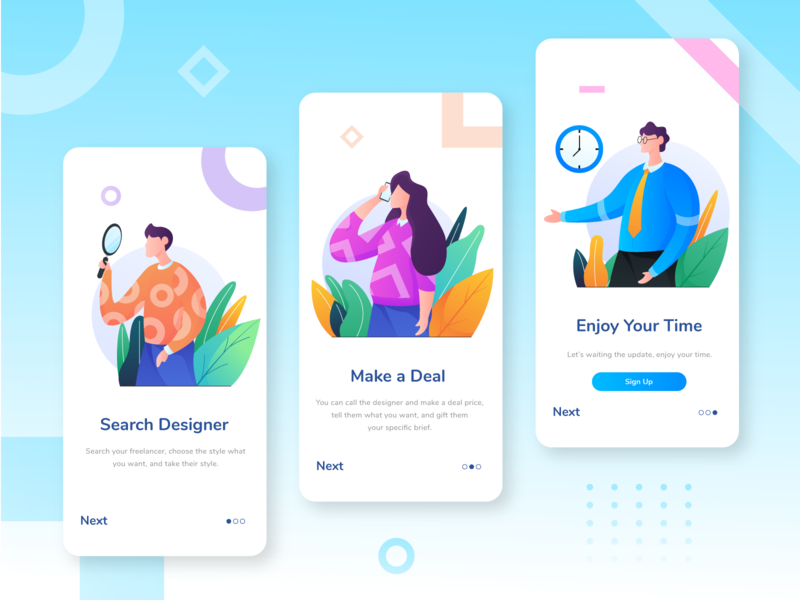 Search Designer
Search your freelancer, choose the style what
you want, and take their style.
Next
Make a Deal
You can call the designer and make a deal price,
tell them what you want, and gift them
your specific brief.
Next
Enjoy Your Time
Let's waiting the update, enjoy your time.
Sign Up
Next